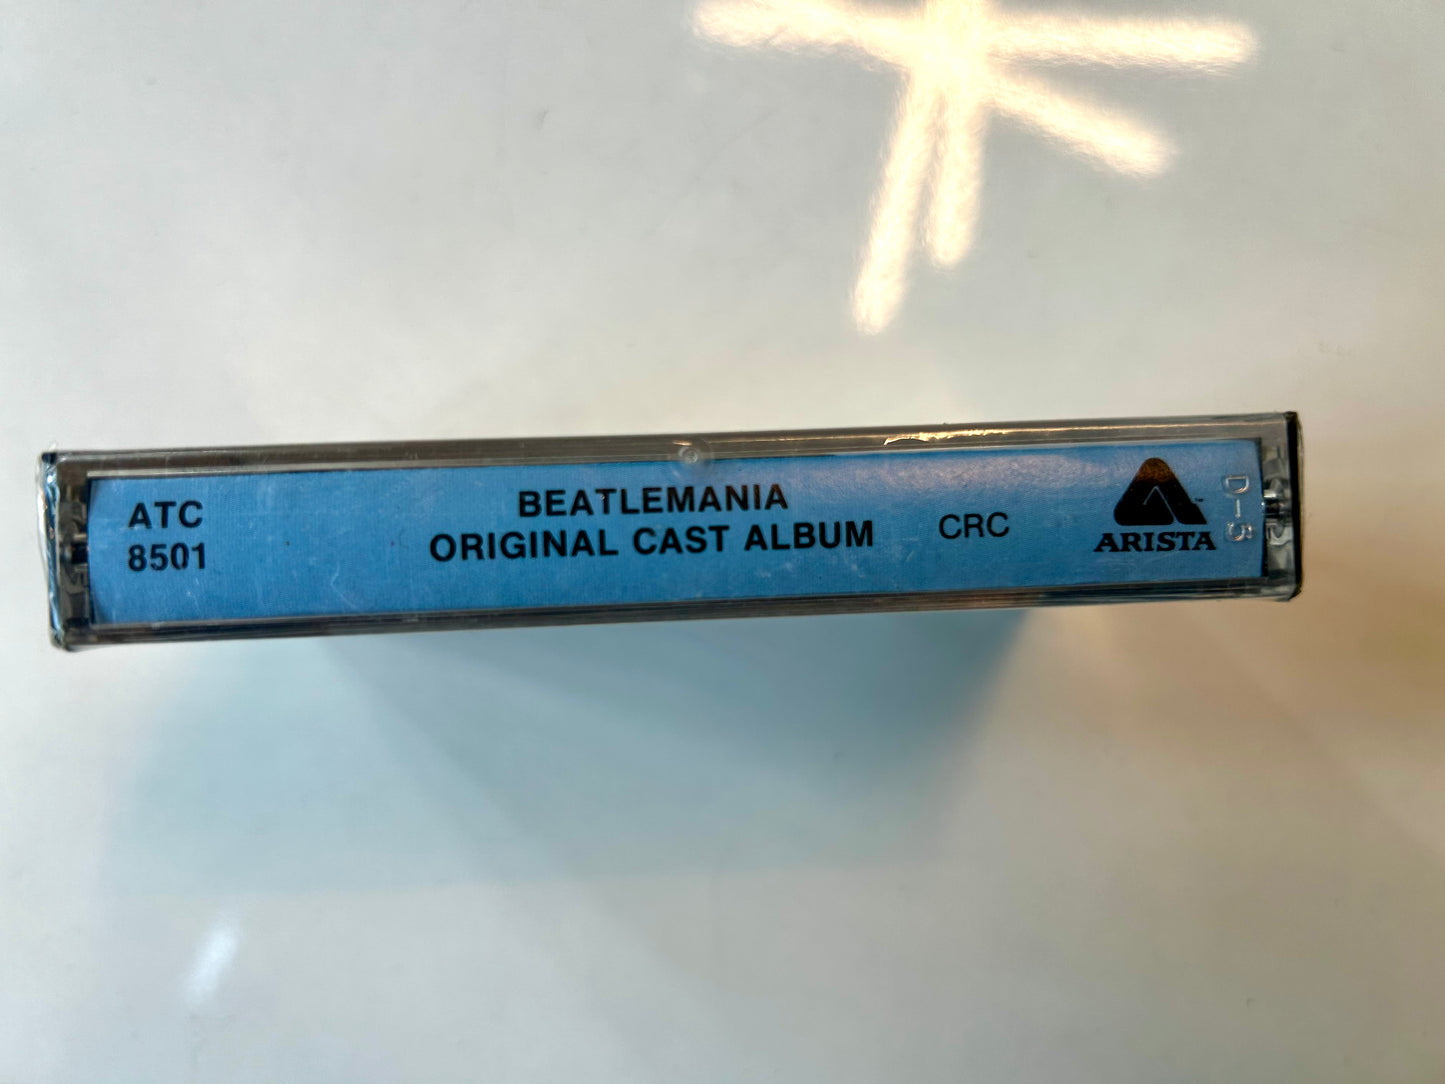 ATC
8501
BEATLEMANIA
ORIGINAL CAST ALBUM
CRC
ARISTA
D-5